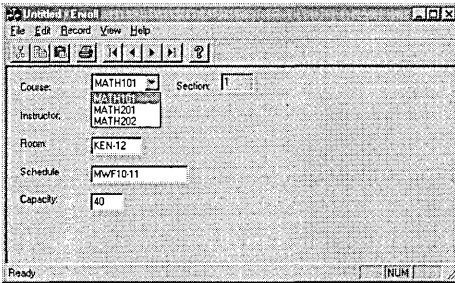 Untitled - Enroll
File Edit Record View Help
Course: MATH101 Section: 1
MATH101
Instructor: MATH201
MATH202
Room: KEN-12
Schedule MWF10-11
Capacity: 40
Ready NUM